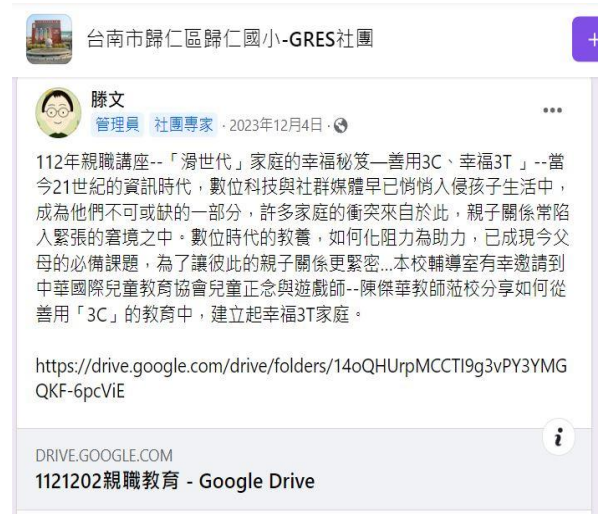 台南市歸仁區歸仁國小-GRES社團
+
滕文
管理員 社團專家 · 2023年12月4日 ·
112年親職講座--「滑世代」家庭的幸福秘笈—善用3C、幸福3T 」--當
今21世紀的資訊時代，數位科技與社群媒體早已悄悄入侵孩子生活中，
成為他們不可或缺的一部分，許多家庭的衝突來自於此，親子關係常陷
入緊張的窘境之中。數位時代的教養，如何化阻力為助力，已成現今父
母的必備課題，為了讓彼此的親子關係更緊密...本校輔導室有幸邀請到
中華國際兒童教育協會兒童正念與遊戲師--陳傑華教師蒞校分享如何從
善用「3C」的教育中，建立起幸福3T家庭。
https://drive.google.com/drive/folders/14oQHUrpMCCTI9g3vPY3YMG
QKF-6pcViE
DRIVE.GOOGLE.COM
1121202親職教育 - Google Drive